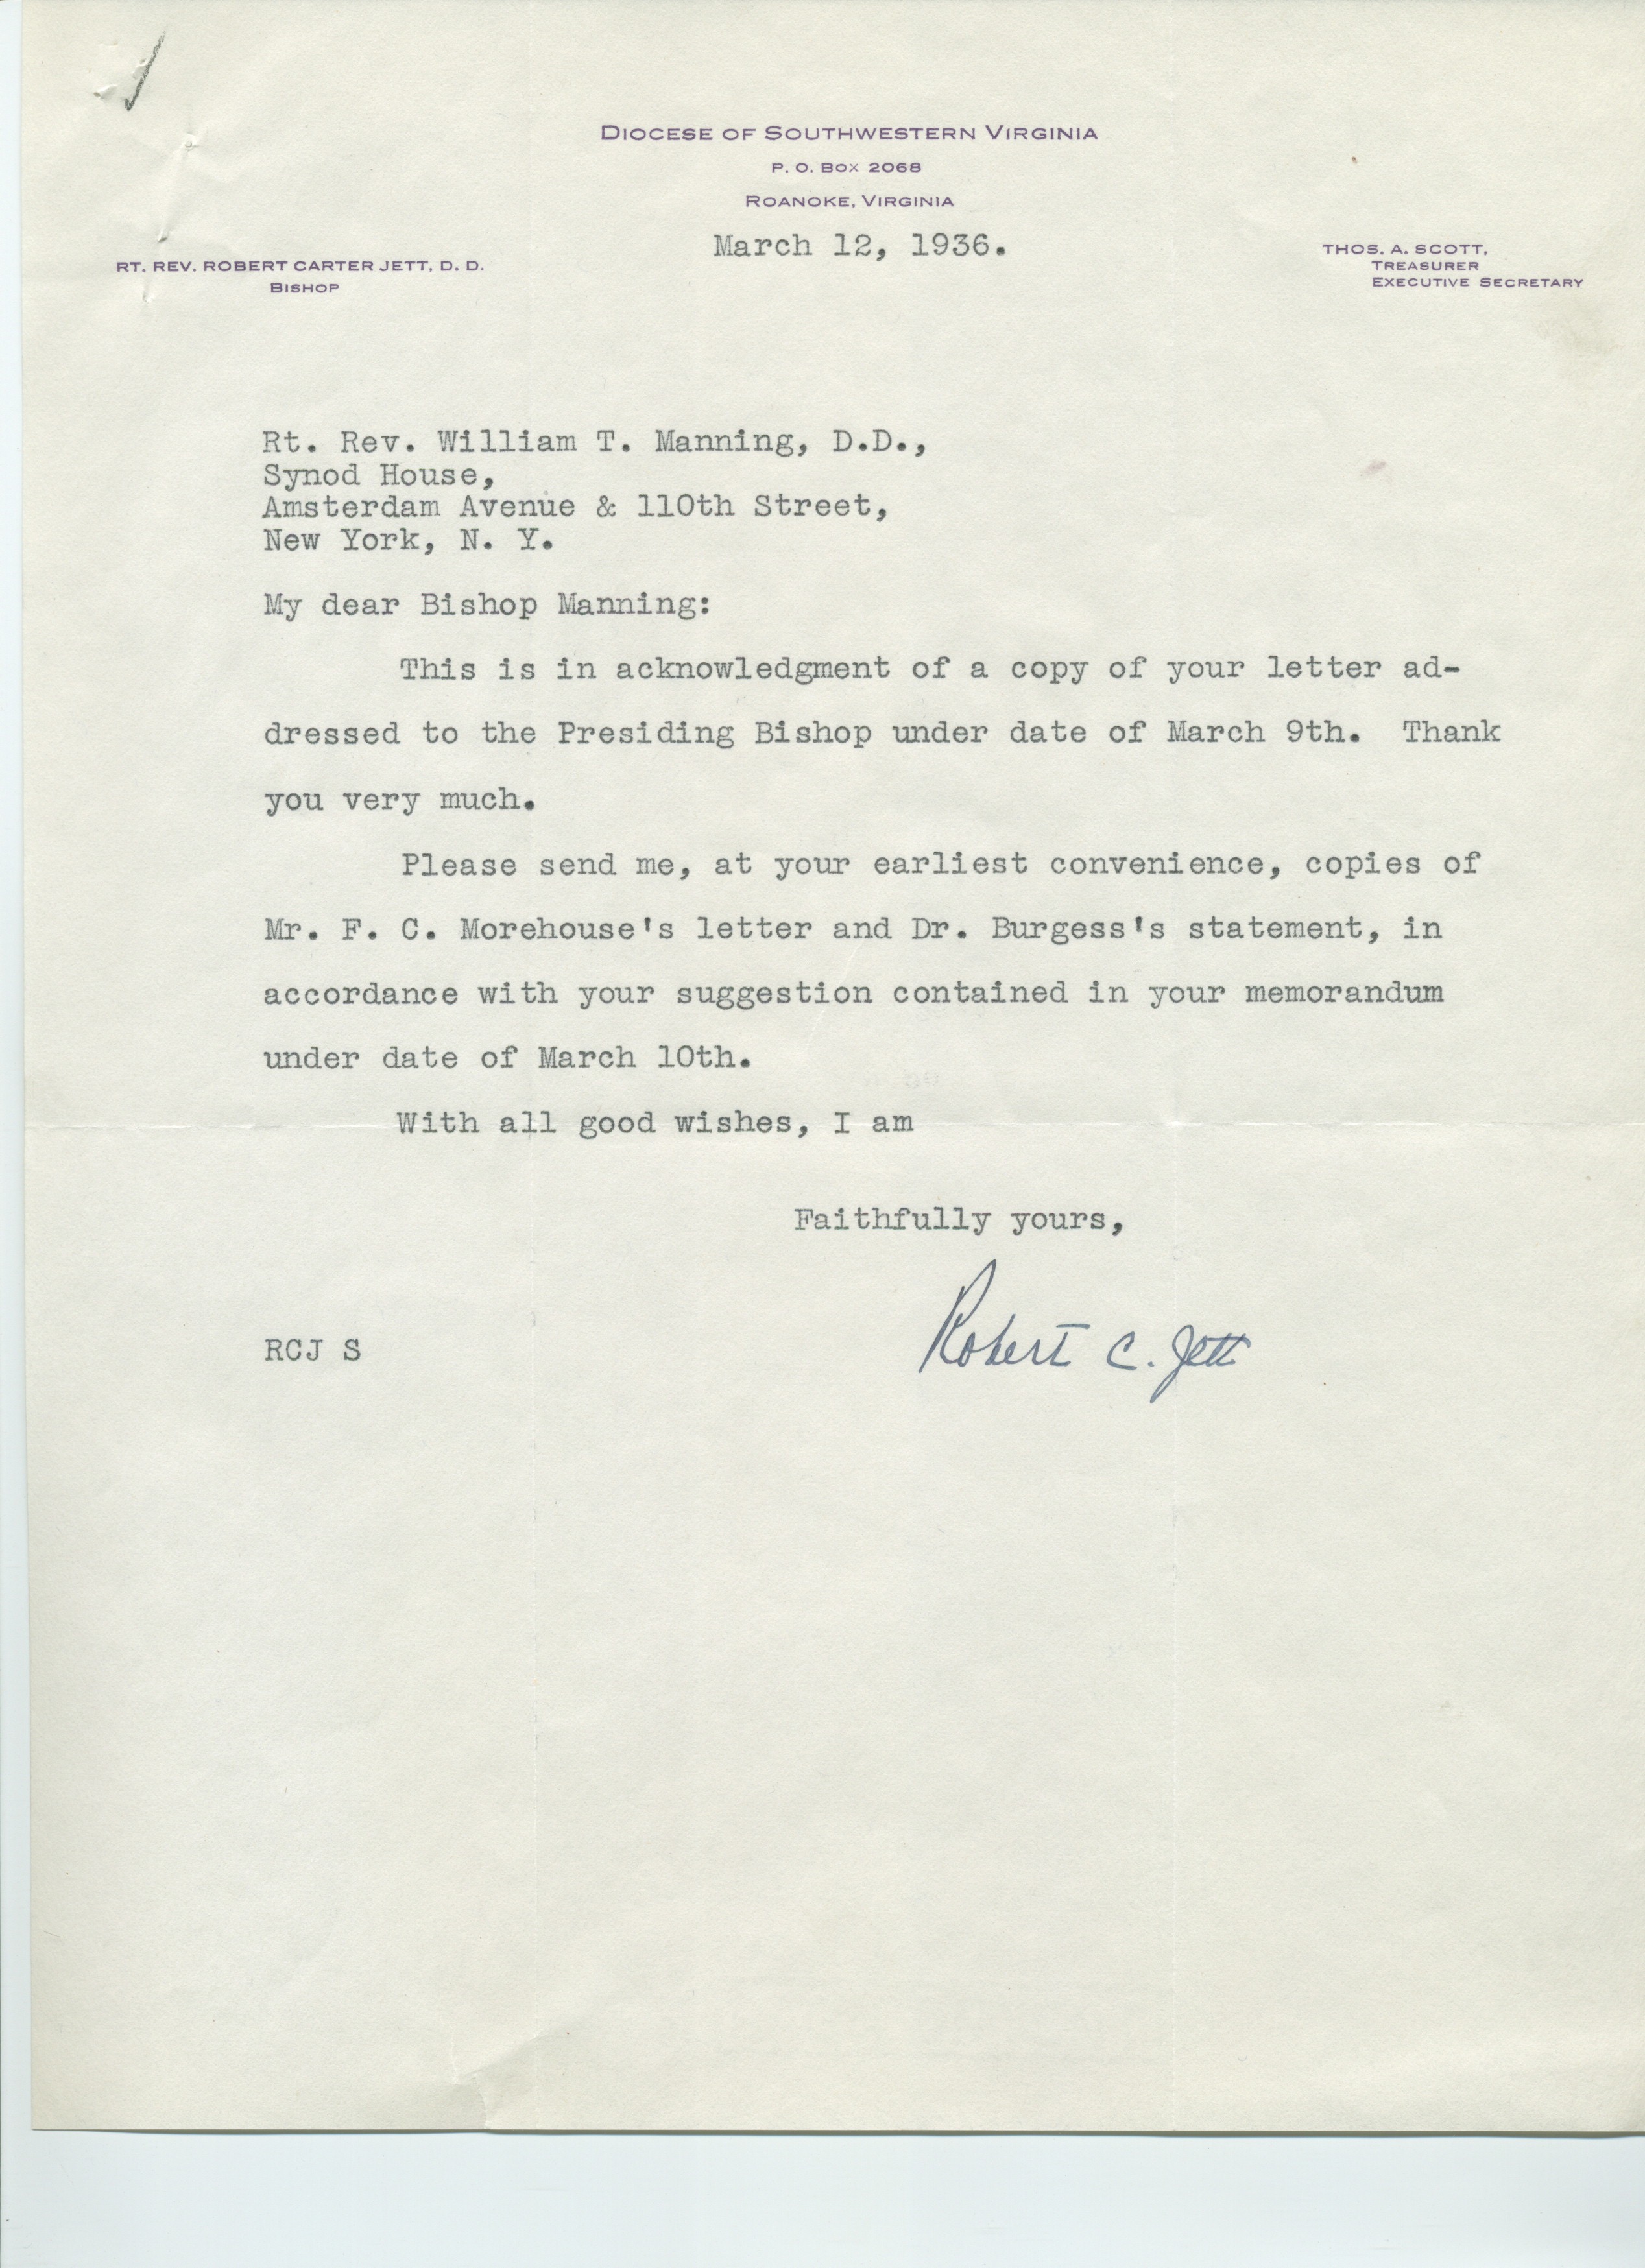 DIOCESE OF SOUTHWESTERN VIRGINIA
P. O. BOX 2068
ROANOKE, VIRGINIA
March 12, 1936.
RT. REV. ROBERT CARTER JETT, D. D.
BISHOP
THOS. A. SCOTT,
TREASURER
EXECUTIVE SECRETARY
Rt. Rev. William T. Manning, D.D.,
Synod House,
Amsterdam Avenue & 110th Street,
New York, N. Y.
My dear Bishop Manning:
This is in acknowledgment of a copy of your letter ad-
dressed to the Presiding Bishop under date of March 9th. Thank
you very much.
Please send me, at your earliest convenience, copies of
Mr. F. C. Morehouse's letter and Dr. Burgess's statement, in
accordance with your suggestion contained in your memorandum
under date of March 10th.
With all good wishes, I am
Faithfully yours,
Robert C. Jett
RCJ S